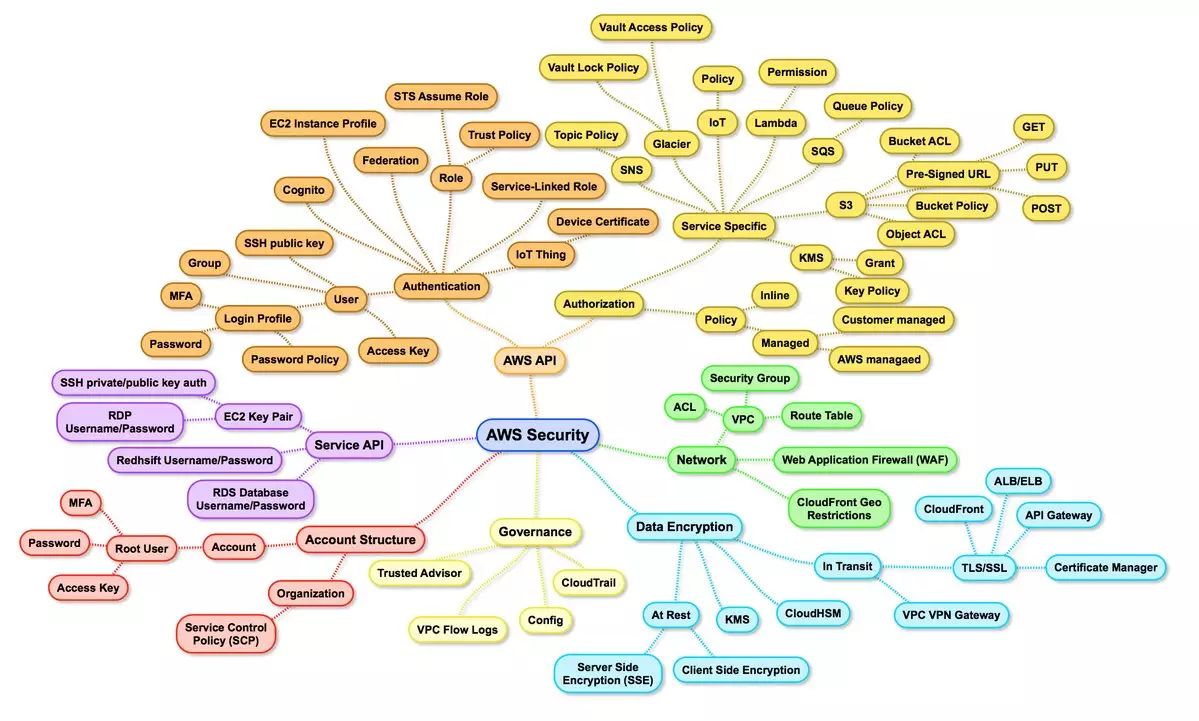 Vault Access Policy
Vault Lock Policy
Policy
Permission
STS Assume Role
Queue Policy
EC2 Instance Profile
Trust Policy
Topic Policy
Glacier
IoT
Lambda
SQS
Bucket ACL
GET
Federation
Role
SNS
Pre-Signed URL
PUT
Cognito
Service-Linked Role
S3
Bucket Policy
POST
Device Certificate
Service Specific
Object ACL
SSH public key
IoT Thing
KMS
Grant
Group
Authentication
Key Policy
MFA
User
Authorization
Inline
Login Profile
Policy
Customer managed
Password
Password Policy
Access Key
Managed
AWS managaed
AWS API
SSH private/public key auth
Security Group
RDP
Username/Password
EC2 Key Pair
ACL
VPC
Route Table
Service API
AWS Security
Redhsift Username/Password
Network
Web Application Firewall (WAF)
RDS Database
Username/Password
CloudFront Geo
Restrictions
ALB/ELB
MFA
CloudFront
API Gateway
Password
Root User
Account
Account Structure
Governance
Data Encryption
Access Key
Trusted Advisor
CloudTrail
In Transit
TLS/SSL
Certificate Manager
Organization
Service Control
Policy (SCP)
VPC Flow Logs
Config
At Rest
KMS
CloudHSM
VPC VPN Gateway
Server Side
Encryption (SSE)
Client Side Encryption